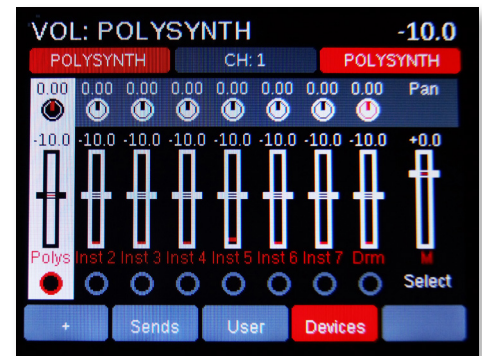 VOL: POLYSYNTH -10.0
POLYSYNTH CH: 1 POLYSYNTH
0.00 0.00 0.00 0.00 0.00 0.00 0.00 0.00 Pan
-10.0 -10.0 -10.0 -10.0 -10.0 -10.0 -10.0 -10.0 +0.0
Polys Inst 2 Inst 3 Inst 4 Inst 5 Inst 6 Inst 7 Drm M
Select
+ Sends User Devices